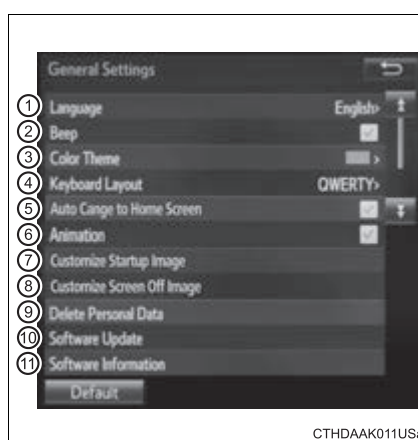 General Settings
① Language English>
② Beep
③ Color Theme >
④ Keyboard Layout QWERTY>
⑤ Auto Cange to Home Screen
⑥ Animation
⑦ Customize Startup Image
⑧ Customize Screen Off Image
⑨ Delete Personal Data
⑩ Software Update
⑪ Software Information
Default
CTHDAAK011US